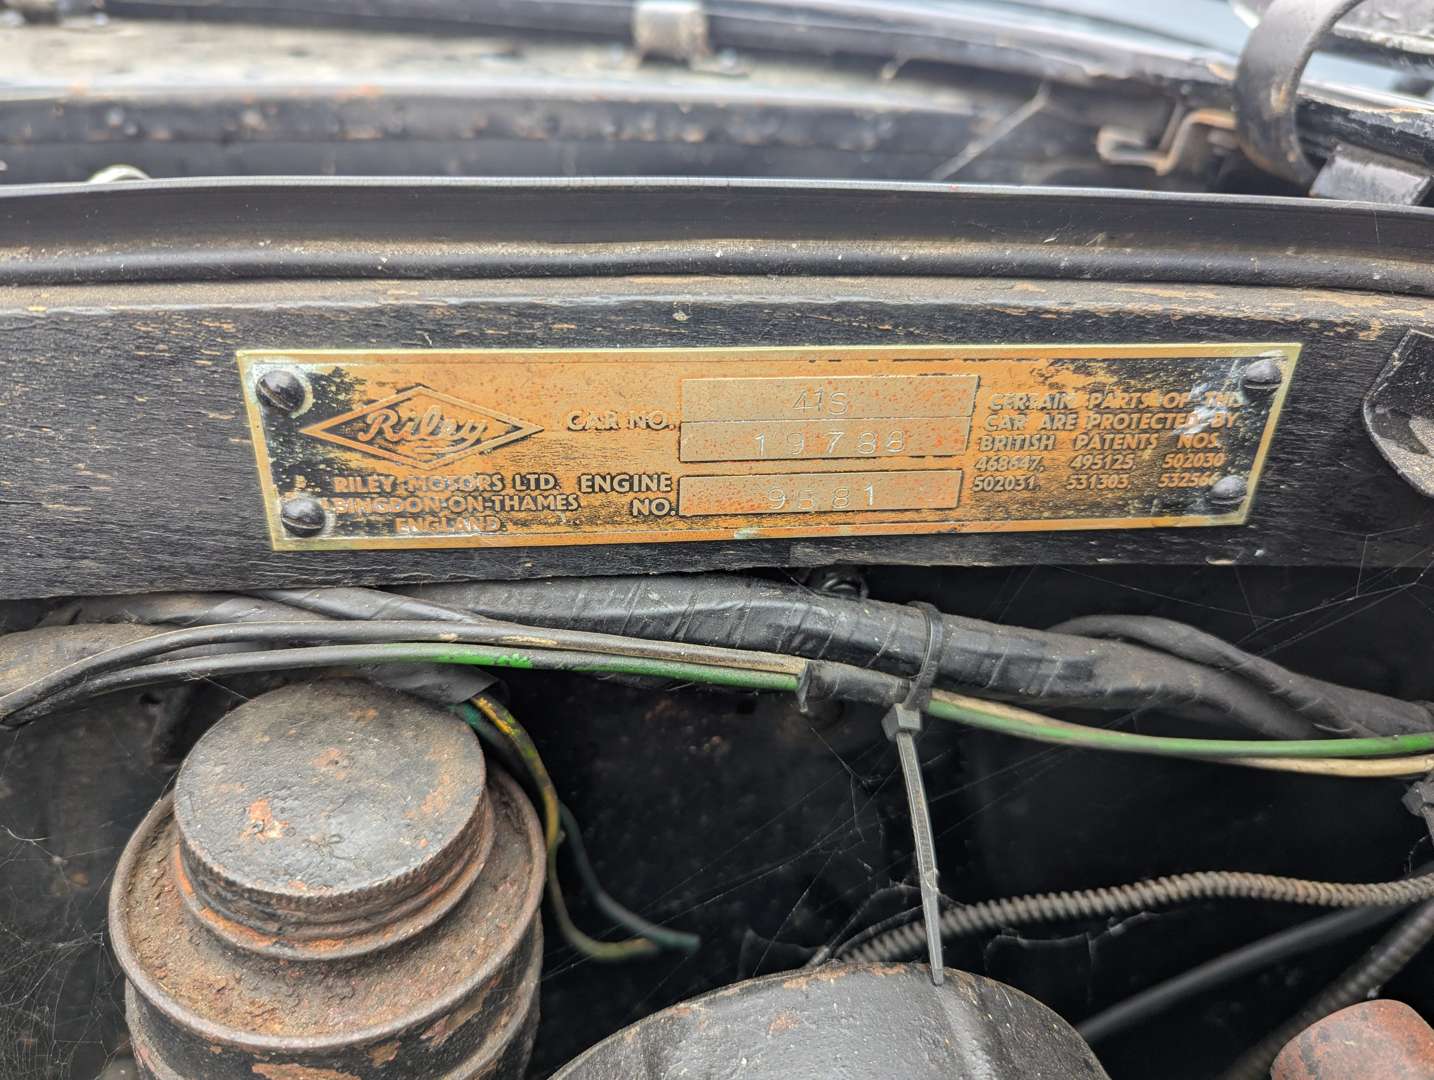 Riley
RILEY MOTORS LTD.
ABINGDON-ON-THAMES
ENGLAND.
CAR NO.
41S
19788
ENGINE
NO.
9881
CERTAIN PARTS OF THE
CAR ARE PROTECTED BY
BRITISH PATENTS NOS.
468647, 495125, 502030
502031, 531303,